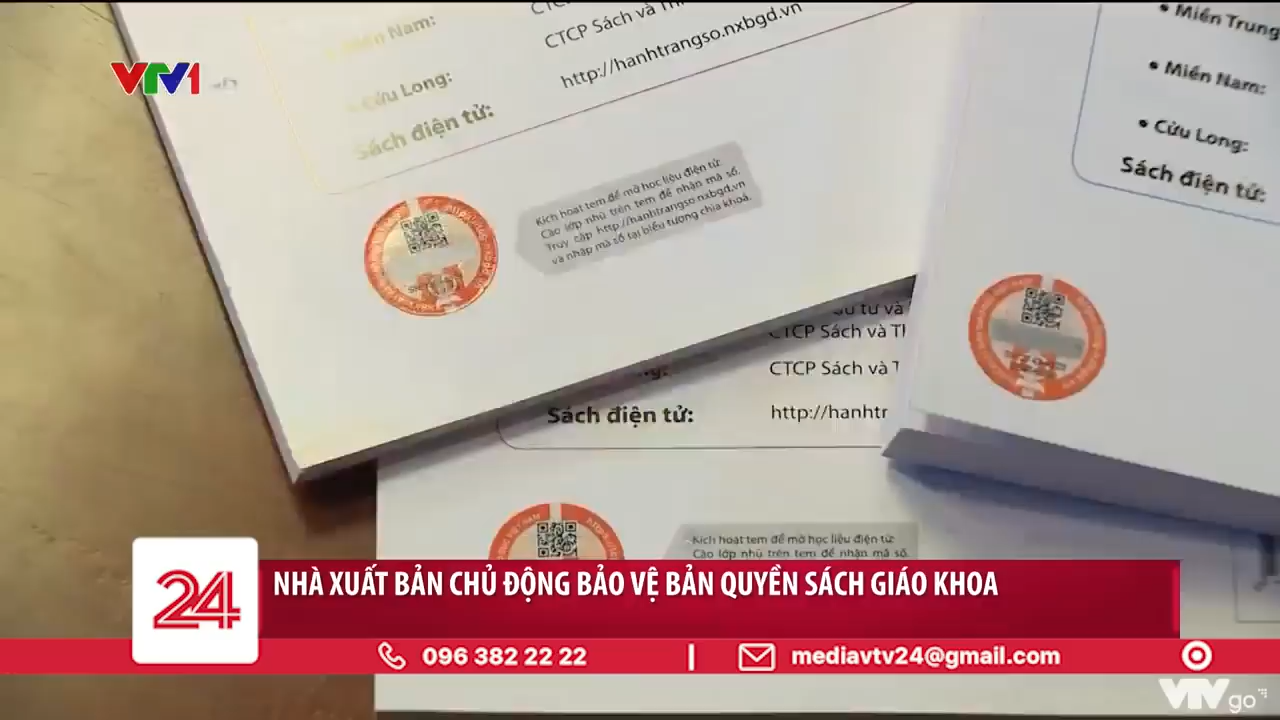 VTV1
Miền Nam:
CTCP Sách và
• Cửu Long:
http://hanhtrangso.nxbgd.vn
Sách điện tử:
Kích hoạt tem để mở học liệu điện tử.
Cào lớp nhũ trên tem để nhận mã số.
Truy cập http://hanhtrangso.nxbgd.vn
và nhập mã số tại biểu tượng chìa khoá.
• Miền Trung
• Miền Nam:
• Cửu Long:
Sách điện tử:
tư và
CTCP Sách và
CTCP Sách và
Sách điện tử:
http://hanhtr
Kích hoạt tem để mở học liệu điện tử.
Cào lớp nhũ trên tem để nhận mã số.
24
NHÀ XUẤT BẢN CHỦ ĐỘNG BẢO VỆ BẢN QUYỀN SÁCH GIÁO KHOA
096 382 22 22 | mediavtv24@gmail.com
VTVgo